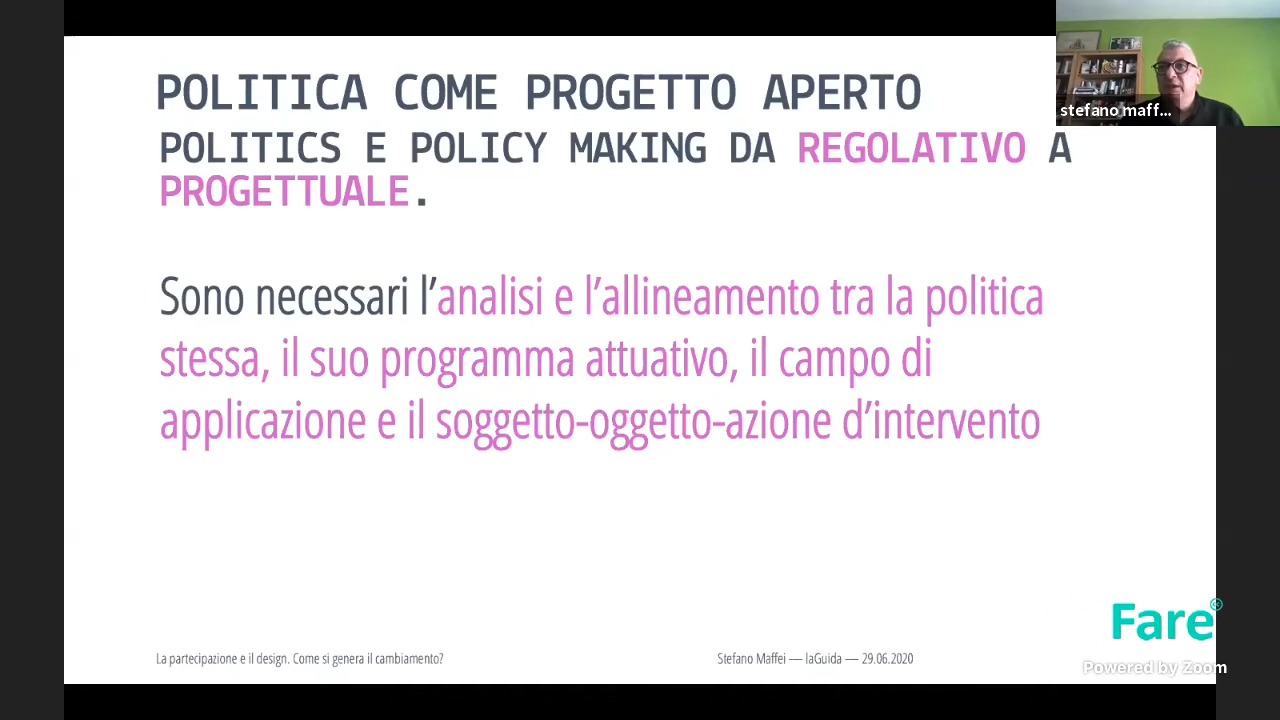 POLITICA COME PROGETTO APERTO
POLITICS E POLICY MAKING DA REGOLATIVO A
PROGETTUALE.
Sono necessari l’analisi e l’allineamento tra la politica
stessa, il suo programma attuativo, il campo di
applicazione e il soggetto-oggetto-azione d’intervento
La partecipazione e il design. Come si genera il cambiamento?
Stefano Maffei — laGuida — 29.06.2020
stefano maff...
Fare
Powered by Zoom